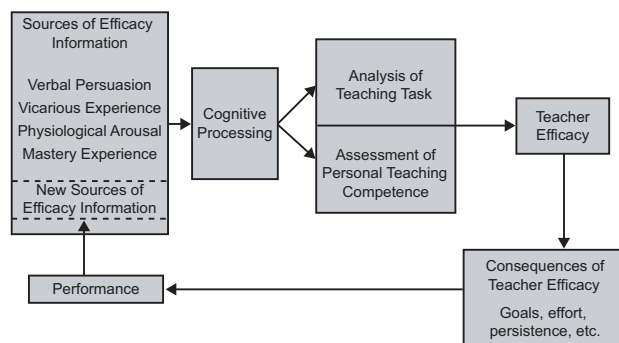 Sources of Efficacy
Information
Verbal Persuasion
Vicarious Experience
Physiological Arousal
Mastery Experience
New Sources of
Efficacy Information
Cognitive
Processing
Analysis of
Teaching Task
Assessment of
Personal Teaching
Competence
Teacher
Efficacy
Consequences of
Teacher Efficacy
Goals, effort,
persistence, etc.
Performance